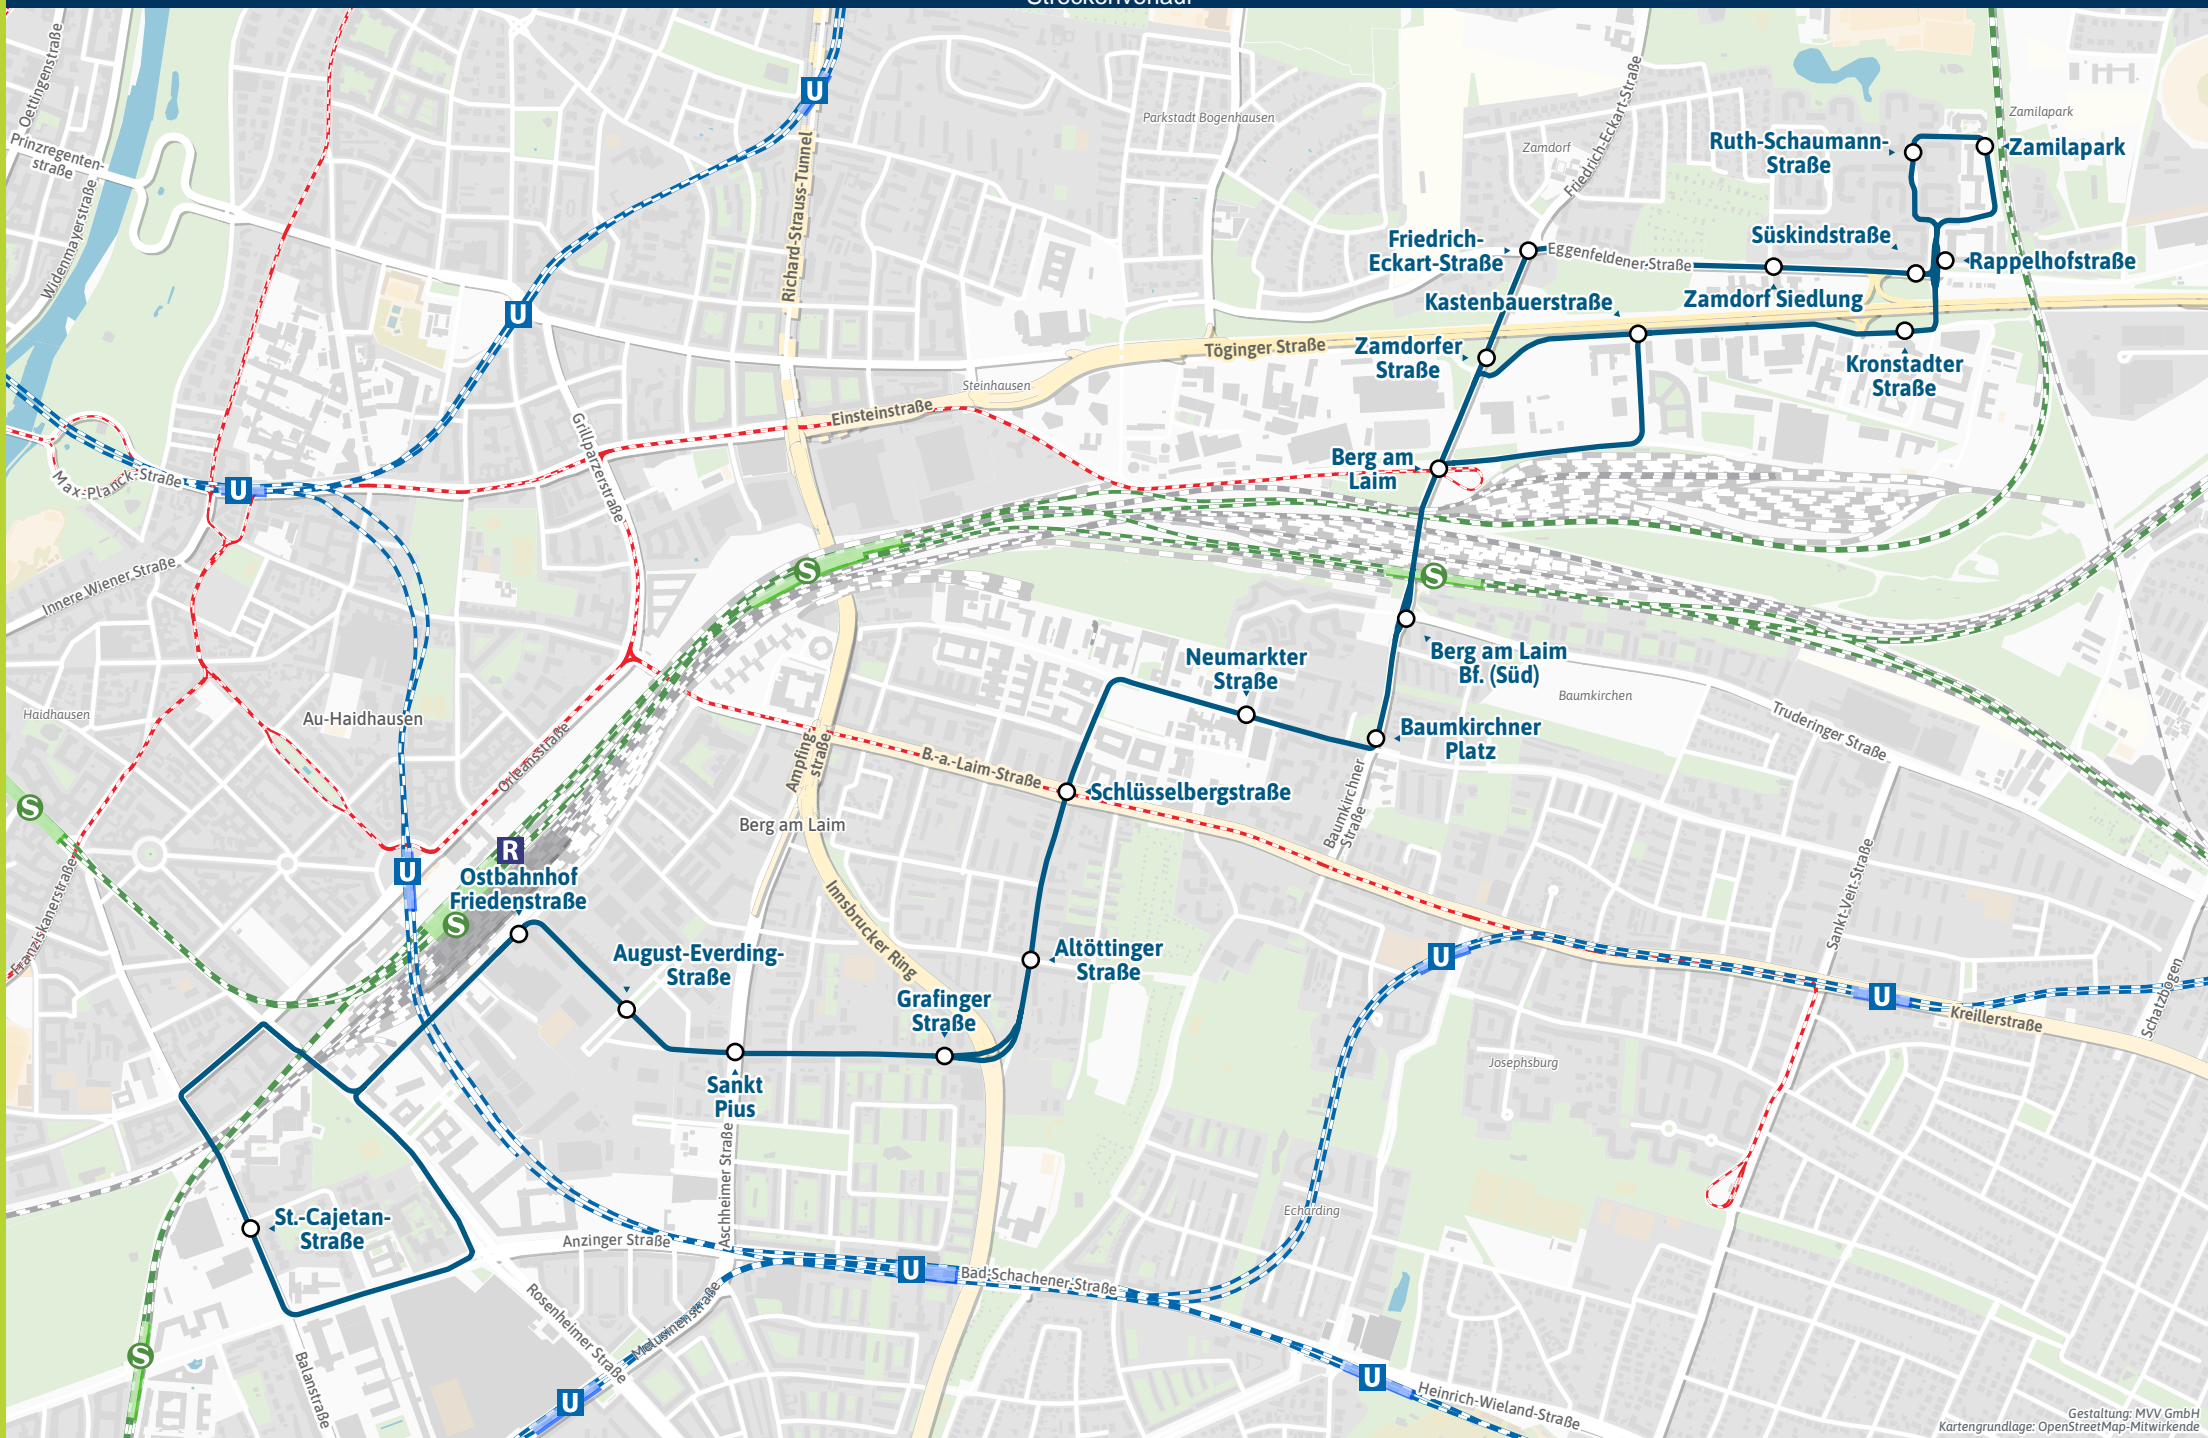 Streckenverlauf
Oettingenstraße
Prinzregenten-
straße
Widenmayerstraße
Parkstadt Bogenhausen
Zamdorf
Friedrich-Eckart-Straße
Zamilapark
Ruth-Schaumann-
Straße
Zamilapark
Richard-Strauss-Tunnel
Friedrich-
Eckart-Straße
Eggenfeldener-Straße
Süskindstraße
Rappelhofstraße
Kastenbauerstraße
Zamdorf Siedlung
Töginger Straße
Zamdorfer
Straße
Kronstadter
Straße
Steinhausen
Einsteinstraße
Grillparzerstraße
Max-Planck-Straße
Berg am
Laim
Innere Wiener Straße
Berg am Laim
Bf. (Süd)
Neumarkter
Straße
Baumkirchen
Truderinger Straße
Haidhausen
Au-Haidhausen
Orleansstraße
Ampfing-
straße
B.-a.-Laim-Straße
Baumkirchner
Platz
Schlüsselbergstraße
Baumkirchner
Straße
Berg am Laim
Sankt-Veit-Straße
Ostbahnhof
Friedenstraße
Franziskanerstraße
Innsbrucker Ring
August-Everding-
Straße
Altöttinger
Straße
Grafinger
Straße
Schatzbogen
Kreillerstraße
Josephsburg
Sankt
Pius
Aschheimer Straße
St.-Cajetan-
Straße
Echarding
Anzinger Straße
Bad-Schachener-Straße
Rosenheimer Straße
Melusinenstraße
Balanstraße
Heinrich-Wieland-Straße
Gestaltung: MVV GmbH
Kartengrundlage: OpenStreetMap-Mitwirkende
U
U
U
S
S
S
R
U
S
U
U
U
S
U
U